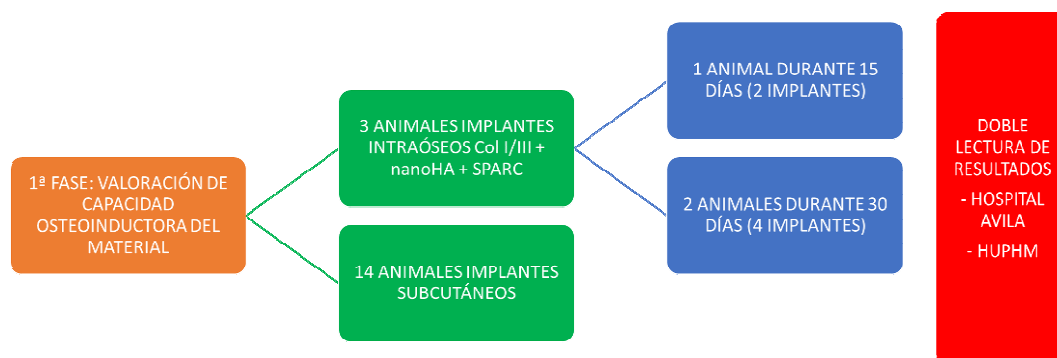 1ª FASE: VALORACIÓN DE
CAPACIDAD
OSTEOINDUCTORA DEL
MATERIAL
3 ANIMALES IMPLANTES
INTRAÓSEOS Col I/III +
nanoHA + SPARC
14 ANIMALES IMPLANTES
SUBCUTÁNEOS
1 ANIMAL DURANTE 15
DÍAS (2 IMPLANTES)
2 ANIMALES DURANTE 30
DÍAS (4 IMPLANTES)
DOBLE
LECTURA DE
RESULTADOS
- HOSPITAL
AVILA
- HUPHM